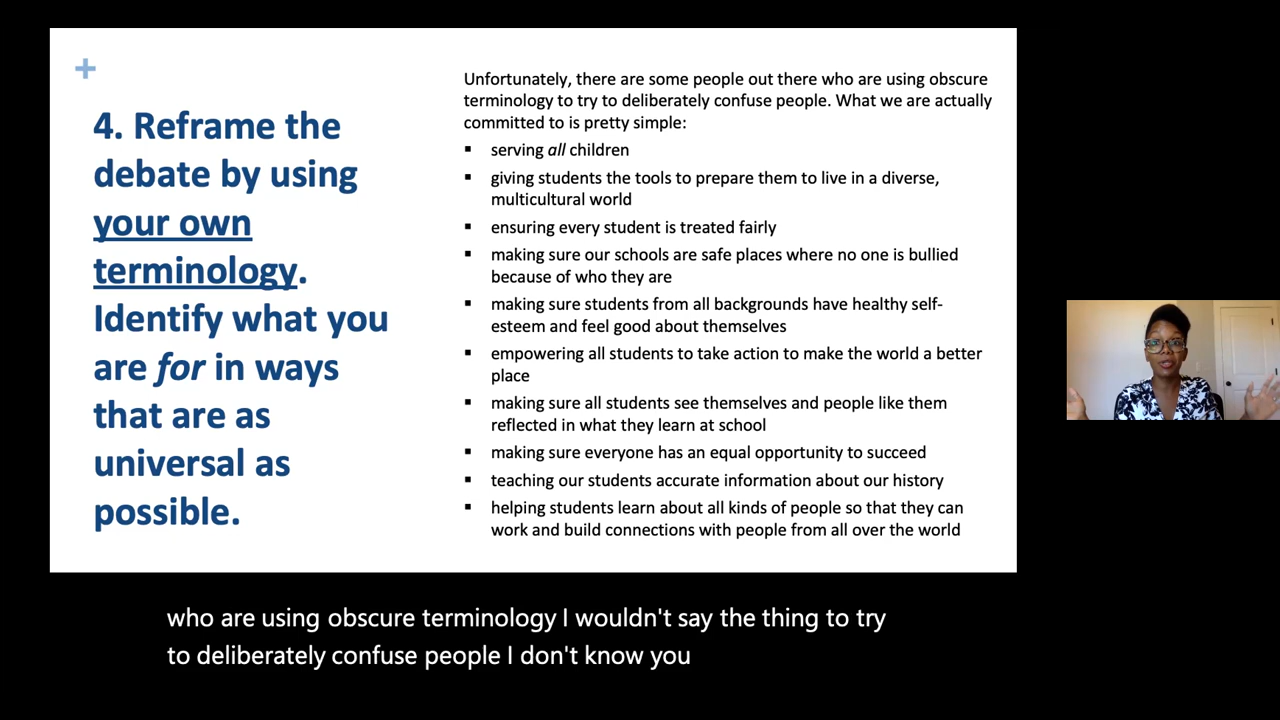 4. Reframe the
debate by using
your own
terminology.
Identify what you
are for in ways
that are as
universal as
possible.
Unfortunately, there are some people out there who are using obscure
terminology to try to deliberately confuse people. What we are actually
committed to is pretty simple:
▪ serving all children
▪ giving students the tools to prepare them to live in a diverse,
multicultural world
▪ ensuring every student is treated fairly
▪ making sure our schools are safe places where no one is bullied
because of who they are
▪ making sure students from all backgrounds have healthy self-
esteem and feel good about themselves
▪ empowering all students to take action to make the world a better
place
▪ making sure all students see themselves and people like them
reflected in what they learn at school
▪ making sure everyone has an equal opportunity to succeed
▪ teaching our students accurate information about our history
▪ helping students learn about all kinds of people so that they can
work and build connections with people from all over the world
who are using obscure terminology I wouldn't say the thing to try
to deliberately confuse people I don't know you